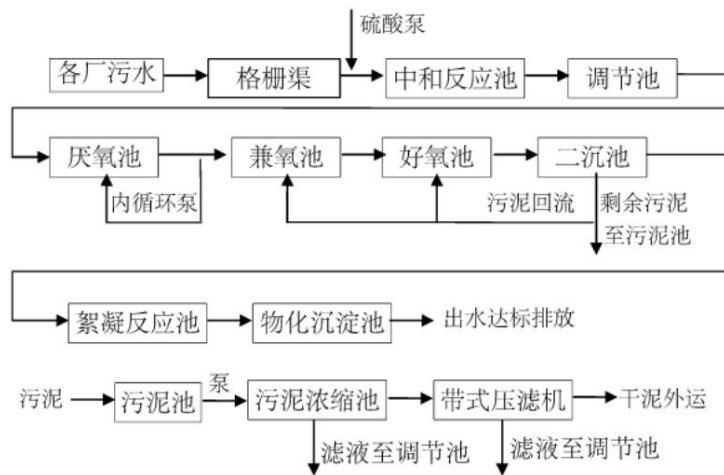 硫酸泵
各厂污水
格栅渠
中和反应池
调节池
厌氧池
兼氧池
好氧池
二沉池
内循环泵
污泥回流
剩余污泥
至污泥池
絮凝反应池
物化沉淀池
出水达标排放
污泥
污泥池
泵
污泥浓缩池
带式压滤机
干泥外运
滤液至调节池
滤液至调节池